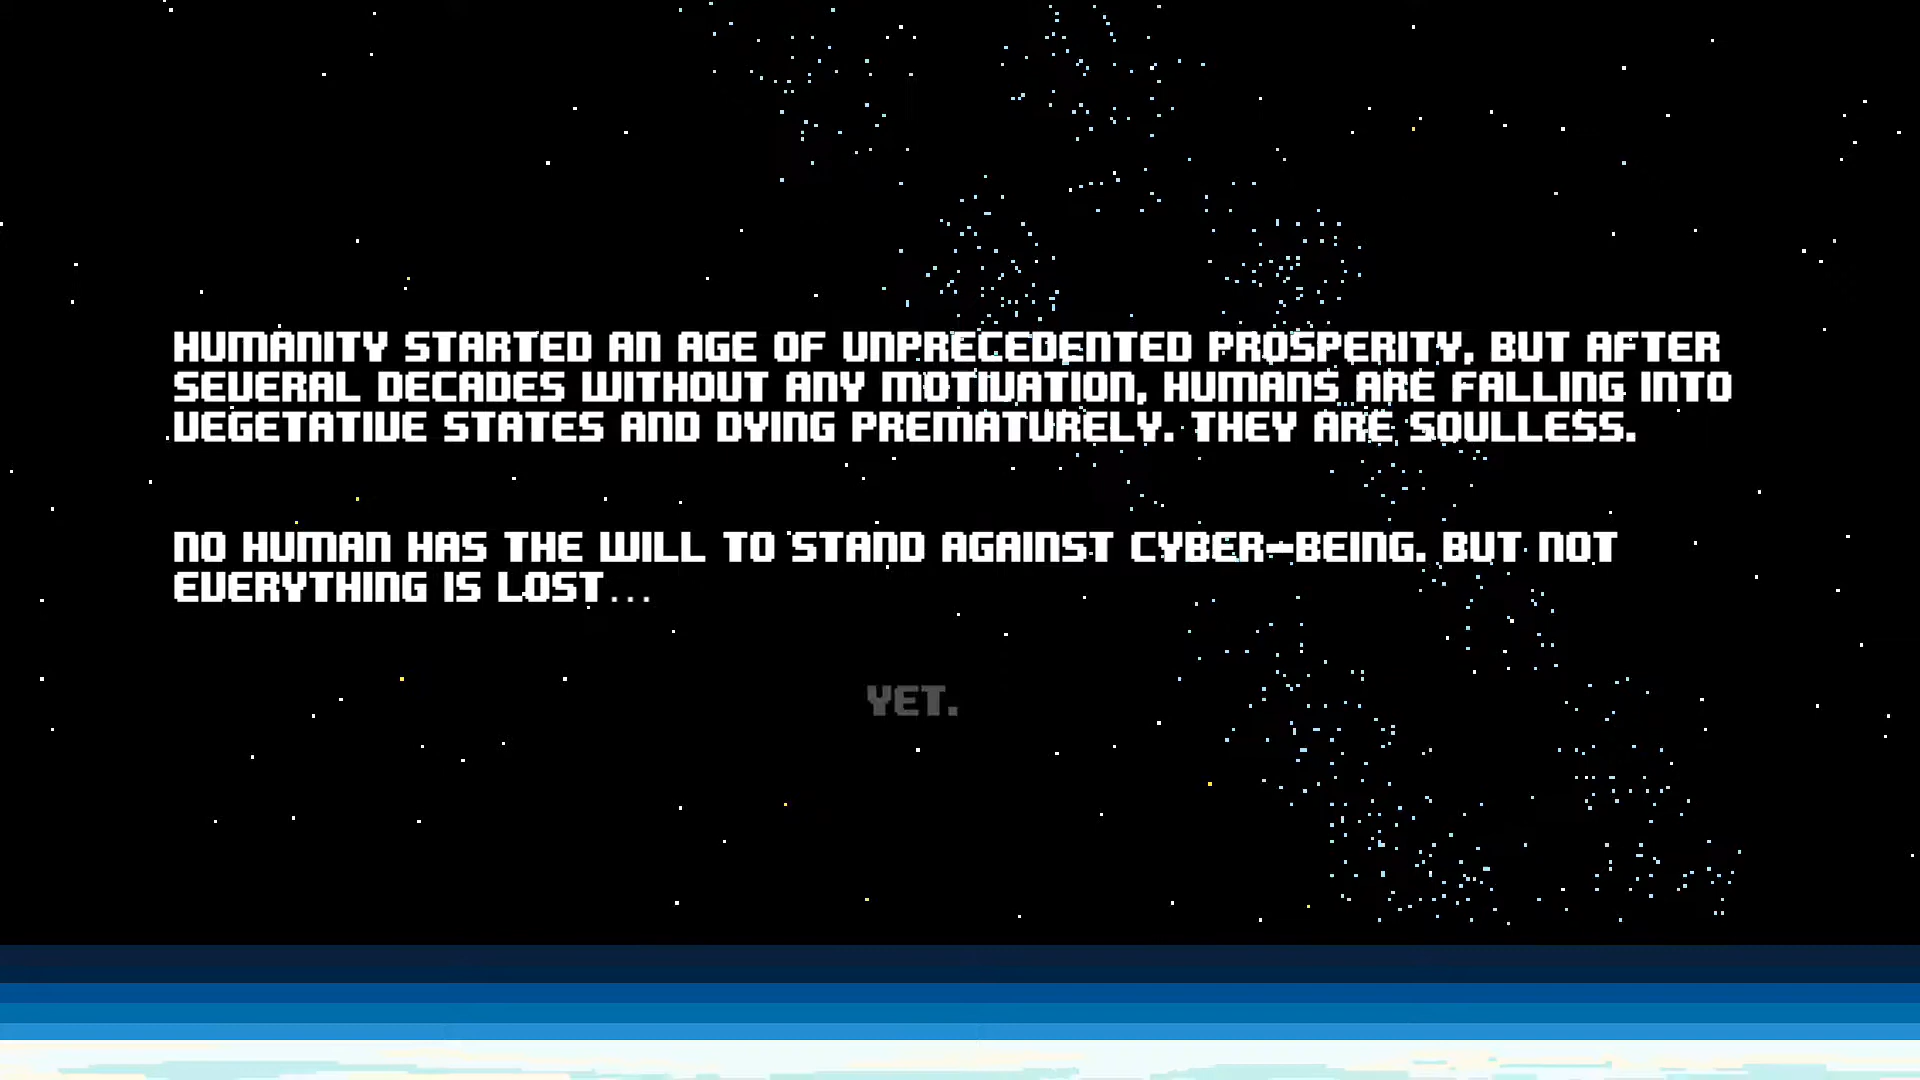 HUMANITY STARTED AN AGE OF UNPRECEDENTED PROSPERITY, BUT AFTER
SEVERAL DECADES WITHOUT ANY MOTIVATION, HUMANS ARE FALLING INTO
VEGETATIVE STATES AND DYING PREMATURELY. THEY ARE SOULLESS.
NO HUMAN HAS THE WILL TO STAND AGAINST CYBER-BEING. BUT NOT
EVERYTHING IS LOST...
YET.